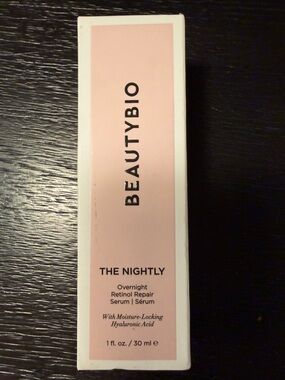 BEAUTYBIO
THE NIGHTLY
Overnight
Retinol Repair
Serum | Sérum
With Moisture-Locking
Hyaluronic Acid
1 fl. oz. / 30 ml ℮